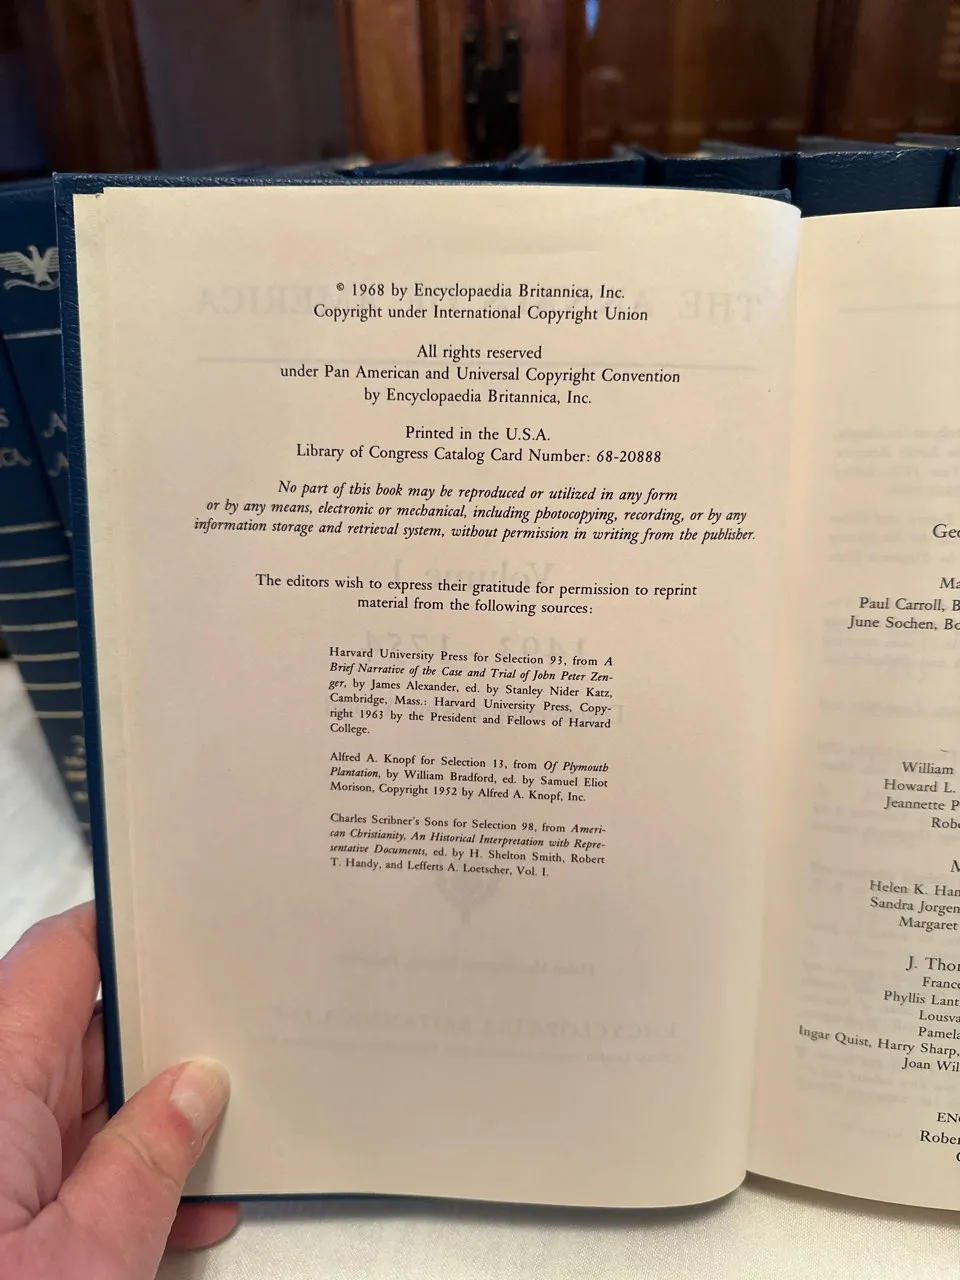 © 1968 by Encyclopaedia Britannica, Inc.
Copyright under International Copyright Union
All rights reserved
under Pan American and Universal Copyright Convention
by Encyclopaedia Britannica, Inc.
Printed in the U.S.A.
Library of Congress Catalog Card Number: 68-20888
No part of this book may be reproduced or utilized in any form
or by any means, electronic or mechanical, including photocopying, recording, or by any
information storage and retrieval system, without permission in writing from the publisher.
The editors wish to express their gratitude for permission to reprint
material from the following sources:
Harvard University Press for Selection 93, from A
Brief Narrative of the Case and Trial of John Peter Zen-
ger, by James Alexander, ed. by Stanley Nider Katz,
Cambridge, Mass.: Harvard University Press, Copy-
right 1963 by the President and Fellows of Harvard
College.
Alfred A. Knopf for Selection 13, from Of Plymouth
Plantation, by William Bradford, ed. by Samuel Eliot
Morison, Copyright 1952 by Alfred A. Knopf, Inc.
Charles Scribner's Sons for Selection 98, from Ameri-
can Christianity, An Historical Interpretation with Repre-
sentative Documents, ed. by H. Shelton Smith, Robert
T. Handy, and Lefferts A. Loetscher, Vol. I.
Paul Carroll, B
June Sochen, Bo
William
Howard L.
Jeannette P
Helen K. Han
Sandra Jorgen
Margaret
J. Thor
France
Phyllis Lant
Lousva
Pamela
Ingar Quist, Harry Sharp,
Joan Wil